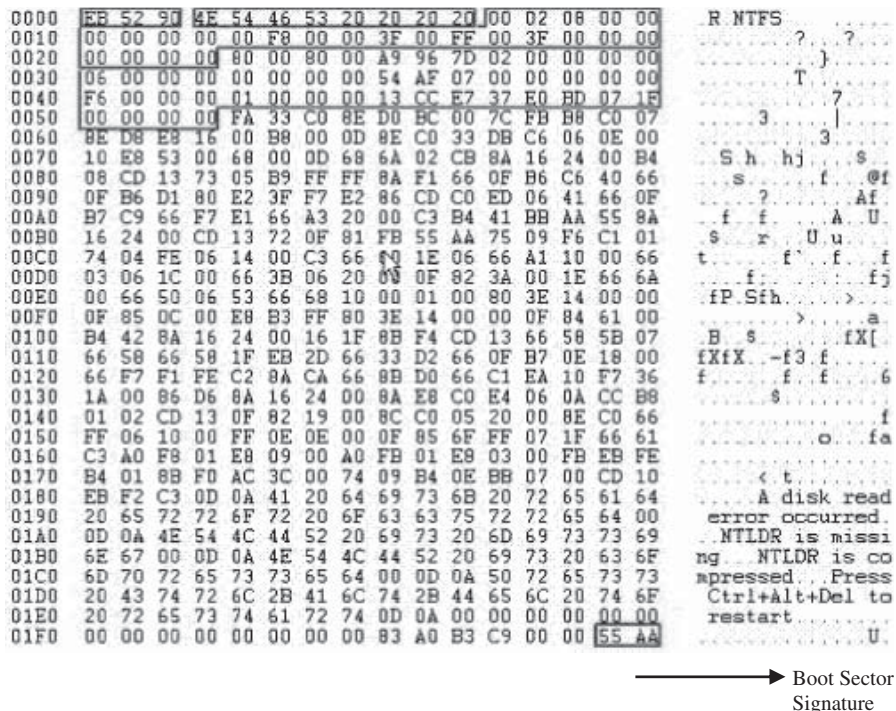 0000 EB 52 90 4E 54 46 53 20 20 20 20 00 02 08 00 00 .R.NTFS .....
0010 00 00 00 00 00 F8 00 00 3F 00 FF 00 3F 00 00 00 ........?...?...
0020 00 00 00 00 80 00 80 00 A9 96 7D 02 00 00 00 00 ..........}.....
0030 06 00 00 00 00 00 00 00 54 AF 07 00 00 00 00 00 ........T.......
0040 F6 00 00 00 01 00 00 00 13 CC E7 37 E0 BD 07 1F ...........7....
0050 00 00 00 00 FA 33 C0 8E D0 BC 00 7C FB B8 C0 07 .....3.....|....
0060 8E D8 E8 16 00 B8 00 0D 8E C0 33 DB C6 06 0E 00 ..........3.....
0070 10 E8 53 00 68 00 0D 68 6A 02 CB 8A 16 24 00 B4 ..S.h..hj....$..
0080 08 CD 13 73 05 B9 FF FF 8A F1 66 0F B6 C6 40 66 ...s......f...@f
0090 0F B6 D1 80 E2 3F F7 E2 86 CD C0 ED 06 41 66 0F .....?.......Af.
00A0 B7 C9 66 F7 E1 66 A3 20 00 C3 B4 41 BB AA 55 8A ..f..f. ...A..U.
00B0 16 24 00 CD 13 72 0F 81 FB 55 AA 75 09 F6 C1 01 .$...r...U.u....
00C0 74 04 FE 06 14 00 C3 66 1E 06 66 A1 10 00 66 t......f`..f...f
00D0 03 06 1C 00 66 3B 06 20 00 0F 82 3A 00 1E 66 6A ....f;. ...:..fj
00E0 00 66 50 06 53 66 68 10 00 01 00 80 3E 14 00 00 .fP.Sfh.....>...
00F0 0F 85 0C 00 E8 B3 FF 80 3E 14 00 00 0F 84 61 00 ........>.....a.
0100 B4 42 8A 16 24 00 16 1F 8B F4 CD 13 66 58 5B 07 .B..$.......fX[.
0110 66 58 66 58 1F EB 2D 66 33 D2 66 0F B7 0E 18 00 fXfX..-f3.f.....
0120 66 F7 F1 FE C2 8A CA 66 8B D0 66 C1 EA 10 F7 36 f......f..f....6
0130 1A 00 86 D6 8A 16 24 00 8A E8 C0 E4 06 0A CC B8 ......$.........
0140 01 02 CD 13 0F 82 19 00 8C C0 05 20 00 8E C0 66 ........... ...f
0150 FF 06 10 00 FF 0E 0E 00 0F 85 6F FF 07 1F 66 61 ..........o...fa
0160 C3 A0 F8 01 E8 09 00 A0 FB 01 E8 03 00 FB EB FE ................
0170 B4 01 8B F0 AC 3C 00 74 09 B4 0E BB 07 00 CD 10 .....<.t........
0180 EB F2 C3 0D 0A 41 20 64 69 73 6B 20 72 65 61 64 .....A disk read
0190 20 65 72 72 6F 72 20 6F 63 63 75 72 72 65 64 00 error occurred.
01A0 0D 0A 4E 54 4C 44 52 20 69 73 20 6D 69 73 73 69 ..NTLDR is missi
01B0 6E 67 00 0D 0A 4E 54 4C 44 52 20 69 73 20 63 6F ng...NTLDR is co
01C0 6D 70 72 65 73 73 65 64 00 0D 0A 50 72 65 73 73 mpressed...Press
01D0 20 43 74 72 6C 2B 41 6C 74 2B 44 65 6C 20 74 6F Ctrl+Alt+Del to
01E0 20 72 65 73 74 61 72 74 0D 0A 00 00 00 00 00 00 restart........
01F0 00 00 00 00 00 00 00 00 83 A0 B3 C9 00 00 55 AA ..............U.
Boot Sector
Signature